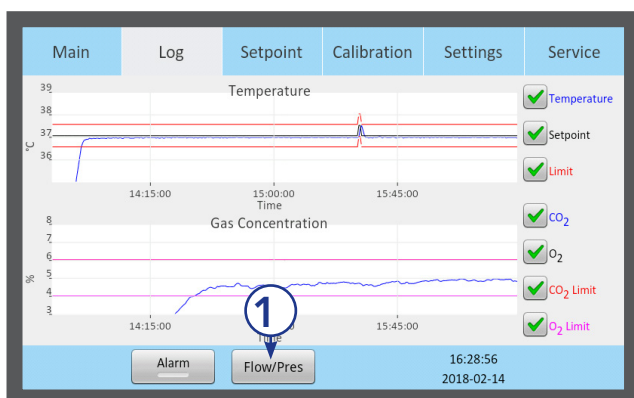 Main Log Setpoint Calibration Settings Service
Temperature
39
38
37
36
°C
14:15:00 15:00:00 15:45:00
Time
Temperature
Setpoint
Limit
Gas Concentration
8
7
6
5
4
3
%
14:15:00 15:45:00
CO2
O2
CO2 Limit
O2 Limit
1
Alarm
Flow/Pres
16:28:56
2018-02-14